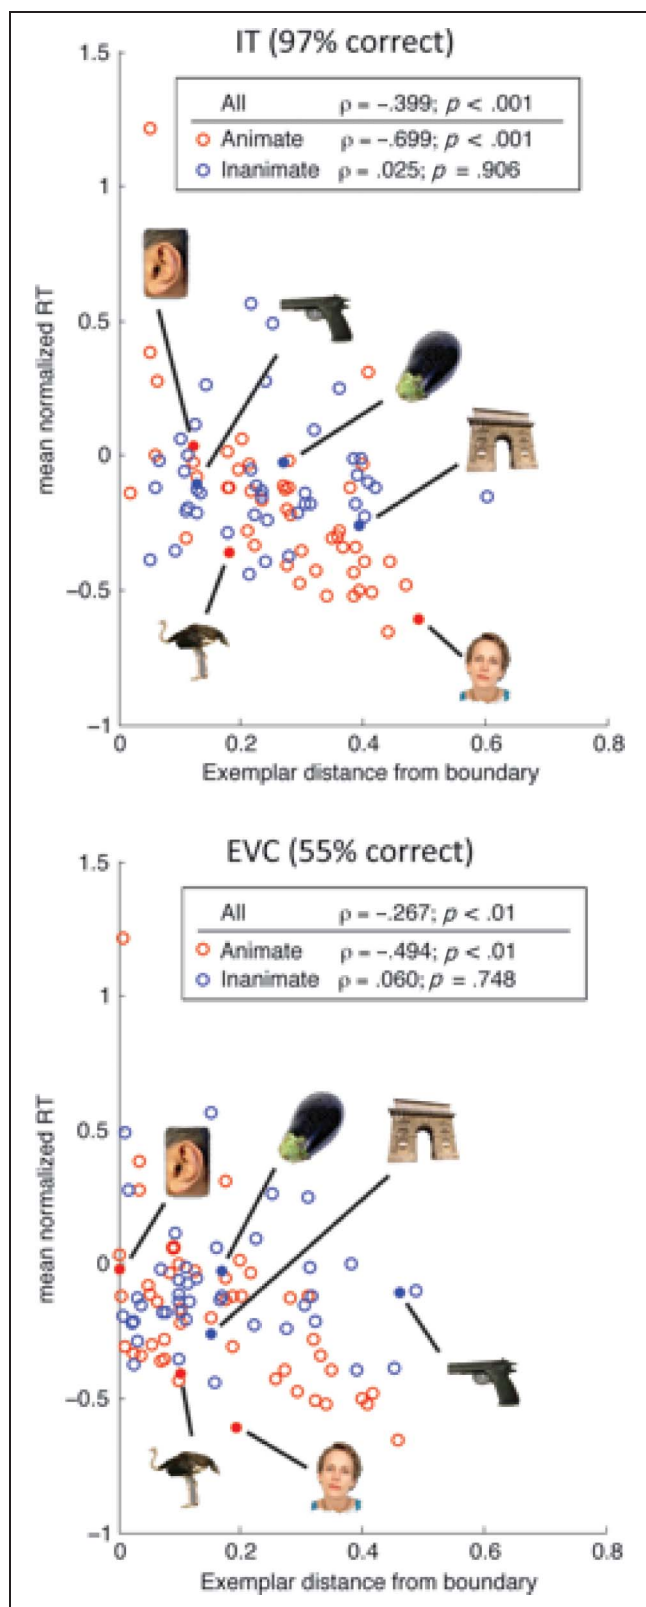 IT (97% correct)
1.5
All ρ = –.399; p < .001
Animate ρ = –.699; p < .001
Inanimate ρ = .025; p = .906
1
0.5
0
−0.5
−1
mean normalized RT
0 0.2 0.4 0.6 0.8
Exemplar distance from boundary
EVC (55% correct)
1.5
All ρ = –.267; p < .01
Animate ρ = –.494; p < .01
Inanimate ρ = .060; p = .748
1
0.5
0
−0.5
−1
mean normalized RT
0 0.2 0.4 0.6 0.8
Exemplar distance from boundary